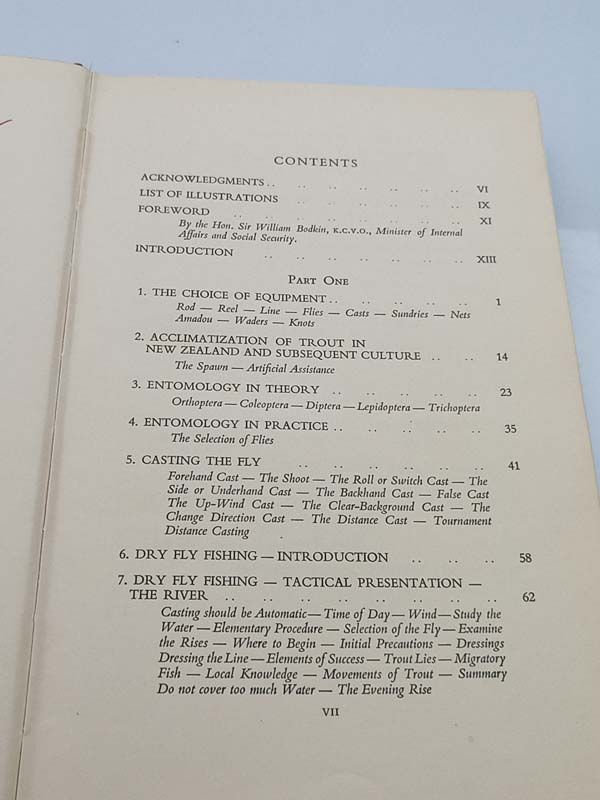 CONTENTS
ACKNOWLEDGMENTS .. .. .. .. .. .. VI
LIST OF ILLUSTRATIONS .. .. .. .. .. IX
FOREWORD .. .. .. .. .. .. .. XI
By the Hon. Sir William Bodkin, K.C.V.O., Minister of Internal
Affairs and Social Security.
INTRODUCTION .. .. .. .. .. .. XIII
PART ONE
1. THE CHOICE OF EQUIPMENT .. .. .. .. .. 1
Rod — Reel — Line — Flies — Casts — Sundries — Nets
Amadou — Waders — Knots
2. ACCLIMATIZATION OF TROUT IN
NEW ZEALAND AND SUBSEQUENT CULTURE .. .. 14
The Spawn — Artificial Assistance
3. ENTOMOLOGY IN THEORY .. .. .. .. .. 23
Orthoptera — Coleoptera — Diptera — Lepidoptera — Trichoptera
4. ENTOMOLOGY IN PRACTICE .. .. .. .. .. 35
The Selection of Flies
5. CASTING THE FLY .. .. .. .. .. .. 41
Forehand Cast — The Shoot — The Roll or Switch Cast — The
Side or Underhand Cast — The Backhand Cast — False Cast
The Up-Wind Cast — The Clear-Background Cast — The
Change Direction Cast — The Distance Cast — Tournament
Distance Casting
6. DRY FLY FISHING — INTRODUCTION .. .. .. 58
7. DRY FLY FISHING — TACTICAL PRESENTATION —
THE RIVER .. .. .. .. .. .. .. .. 62
Casting should be Automatic — Time of Day — Wind — Study the
Water — Elementary Procedure — Selection of the Fly — Examine
the Rises — Where to Begin — Initial Precautions — Dressings
Dressing the Line — Elements of Success — Trout Lies — Migratory
Fish — Local Knowledge — Movements of Trout — Summary
Do not cover too much Water — The Evening Rise
VII